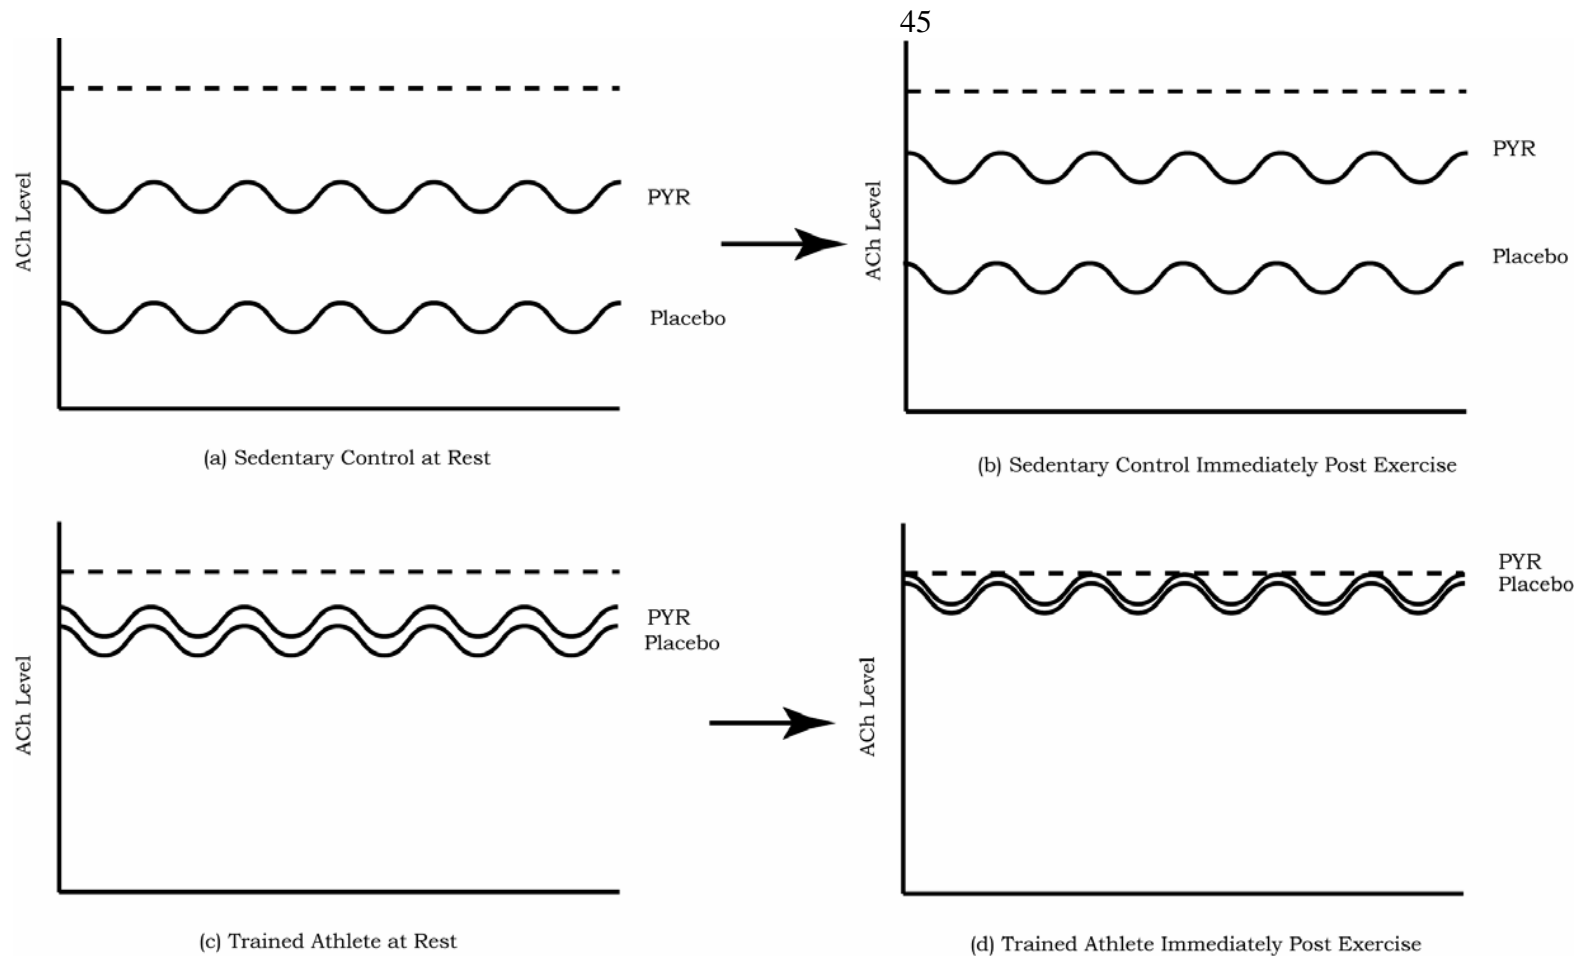 45
ACh Level
PYR
Placebo
(a) Sedentary Control at Rest
ACh Level
PYR
Placebo
(b) Sedentary Control Immediately Post Exercise
ACh Level
PYR
Placebo
(c) Trained Athlete at Rest
ACh Level
PYR
Placebo
(d) Trained Athlete Immediately Post Exercise